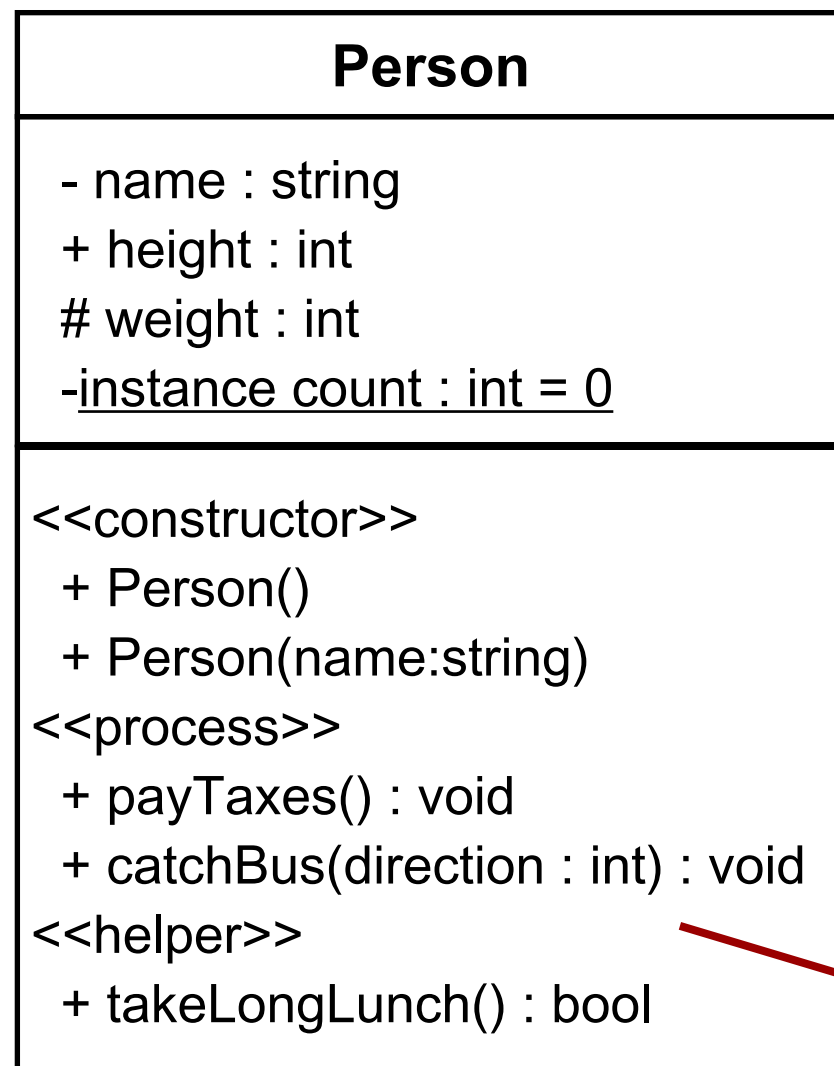 Person
- name : string
+ height : int
# weight : int
-instance count : int = 0
<<constructor>>
+ Person()
+ Person(name:string)
<<process>>
+ payTaxes() : void
+ catchBus(direction : int) : void
<<helper>>
+ takeLongLunch() : bool